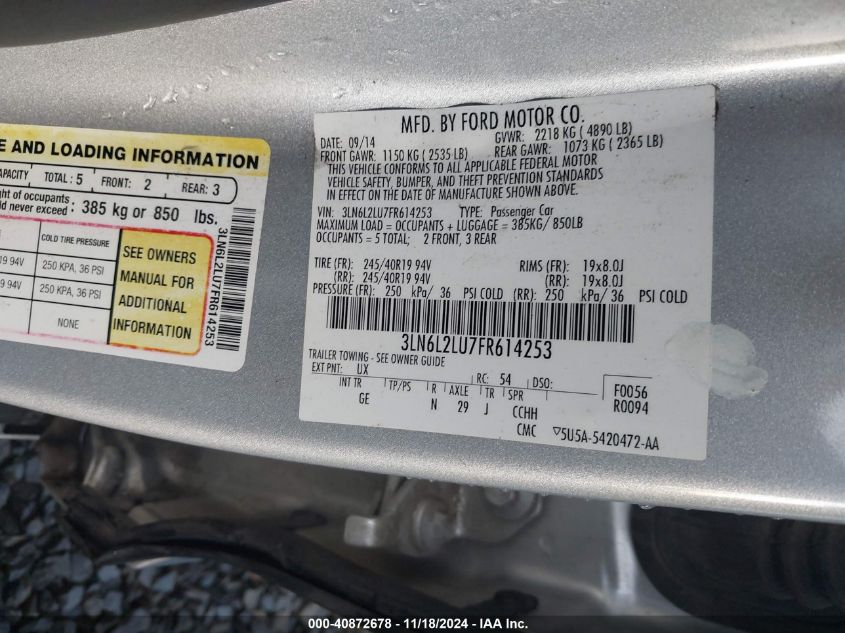 E AND LOADING INFORMATION
APACITY TOTAL: 5 FRONT: 2 REAR: 3
ght of occupants
ld never exceed : 385 kg or 850 lbs.
COLD TIRE PRESSURE
19 94V 250 KPA, 36 PSI
19 94V 250 KPA, 36 PSI
NONE
SEE OWNERS
MANUAL FOR
ADDITIONAL
INFORMATION
3LN6L2LU7FR614253
MFD. BY FORD MOTOR CO.
DATE: 09/14 GVWR: 2218 KG ( 4890 LB)
FRONT GAWR: 1150 KG ( 2535 LB) REAR GAWR: 1073 KG ( 2365 LB)
THIS VEHICLE CONFORMS TO ALL APPLICABLE FEDERAL MOTOR
VEHICLE SAFETY, BUMPER, AND THEFT PREVENTION STANDARDS
IN EFFECT ON THE DATE OF MANUFACTURE SHOWN ABOVE.
VIN: 3LN6L2LU7FR614253 TYPE: Passenger Car
MAXIMUM LOAD = OCCUPANTS + LUGGAGE = 385KG/ 850LB
OCCUPANTS = 5 TOTAL; 2 FRONT, 3 REAR
TIRE (FR): 245/40R19 94V RIMS (FR): 19x8.0J
(RR): 245/40R19 94V (RR): 19x8.0J
PRESSURE (FR): 250 kPa/ 36 PSI COLD (RR): 250 kPa/ 36 PSI COLD
3LN6L2LU7FR614253
TRAILER TOWING - SEE OWNER GUIDE
EXT PNT: UX RC: 54 DSO: F0056
INT TR TP/PS R AXLE TR SPR R0094
GE N 29 J CCHH
CMC ▽5U5A-5420472-AA
000-40872678 - 11/18/2024 - IAA Inc.